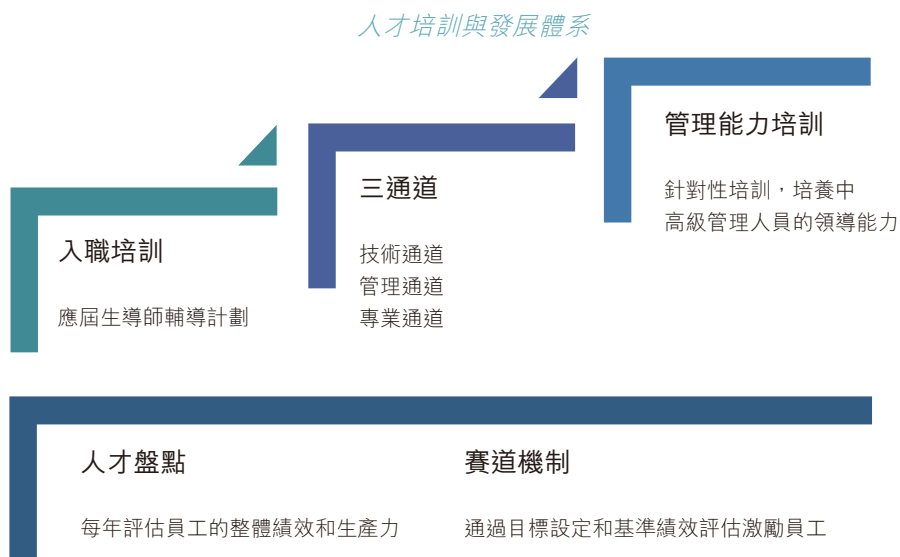 人才培訓與發展體系
入職培訓
應屆生導師輔導計劃
三通道
技術通道
管理通道
專業通道
管理能力培訓
針對性培訓，培養中
高級管理人員的領導能力
人才盤點
每年評估員工的整體績效和生產力
賽道機制
通過目標設定和基準績效評估激勵員工